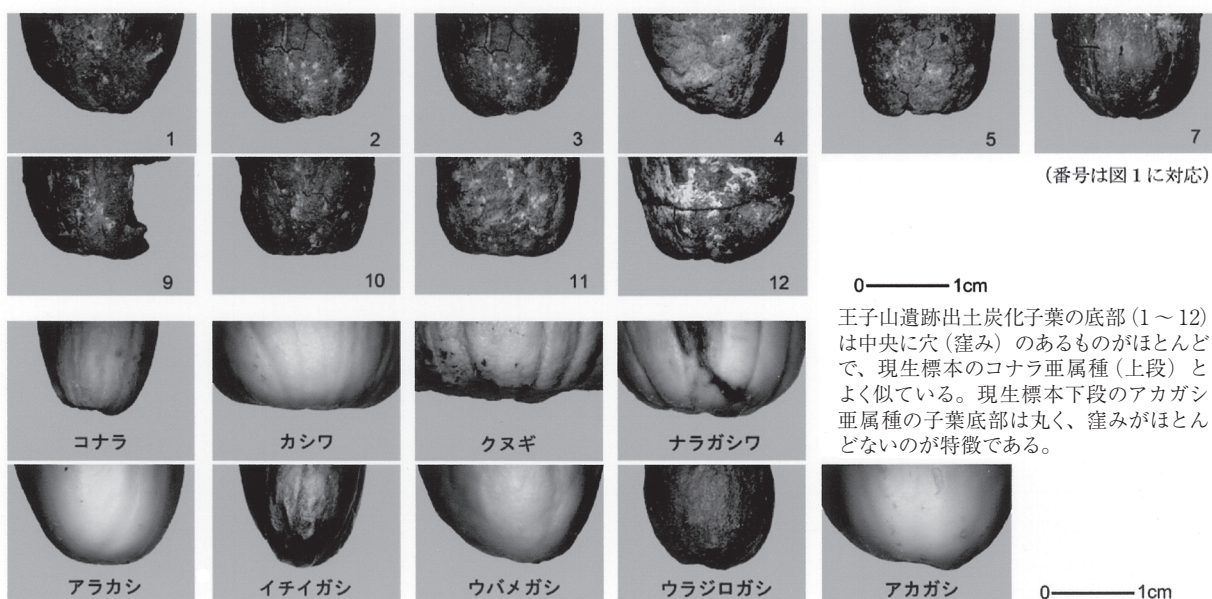 1
2
3
4
5
7
(番号は図1に対応)
9
10
11
12
0 1cm
王子山遺跡出土炭化子葉の底部(1～12)
は中央に穴(窪み)のあるものがほとんど
で、現生標本のコナラ亜属種(上段)と
よく似ている。現生標本下段のアカガシ
亜属種の子葉底部は丸く、窪みがほとん
どないのが特徴である。
コナラ
カシワ
クヌギ
ナラガシワ
アラカシ
イチイガシ
ウバメガシ
ウラジロガシ
アカガシ
0 1cm